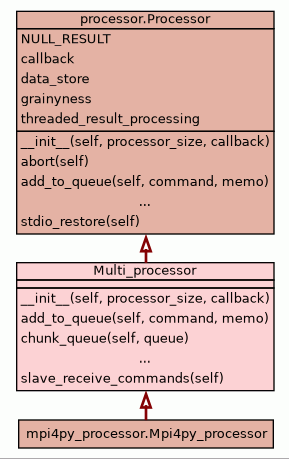 processor.Processor
NULL_RESULT
callback
data_store
grainyness
threaded_result_processing
__init__(self, processor_size, callback)
abort(self)
add_to_queue(self, command, memo)
...
stdio_restore(self)
Multi_processor
__init__(self, processor_size, callback)
add_to_queue(self, command, memo)
chunk_queue(self, queue)
...
slave_receive_commands(self)
mpi4py_processor.Mpi4py_processor